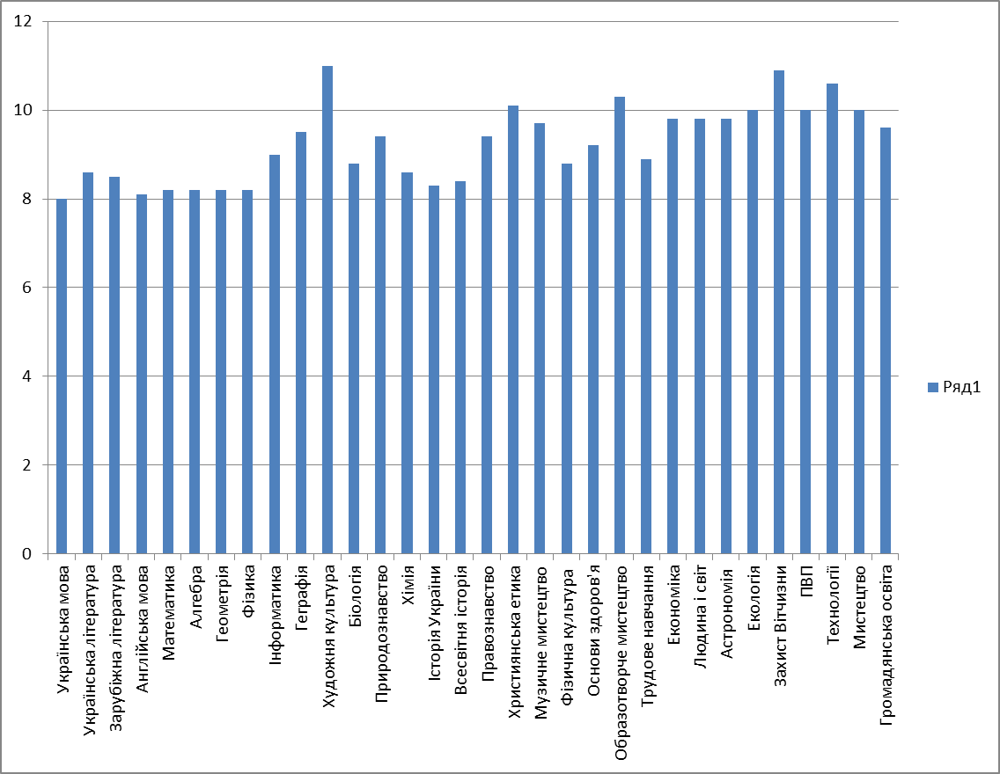 12
10
8
6
4
2
0
Українська мова
Українська література
Зарубіжна література
Англійська мова
Математика
Алгебра
Геометрія
Фізика
Інформатика
Геграфія
Художня культура
Біологія
Природознавство
Хімія
Історія України
Всесвітня історія
Правознавство
Християнська етика
Музичне мистецтво
Фізична культура
Основи здоров'я
Образотворче мистецтво
Трудове навчання
Економіка
Людина і світ
Астрономія
Екологія
Захист Вітчизни
ПВП
Технології
Мистецтво
Громадянська освіта
Ряд1